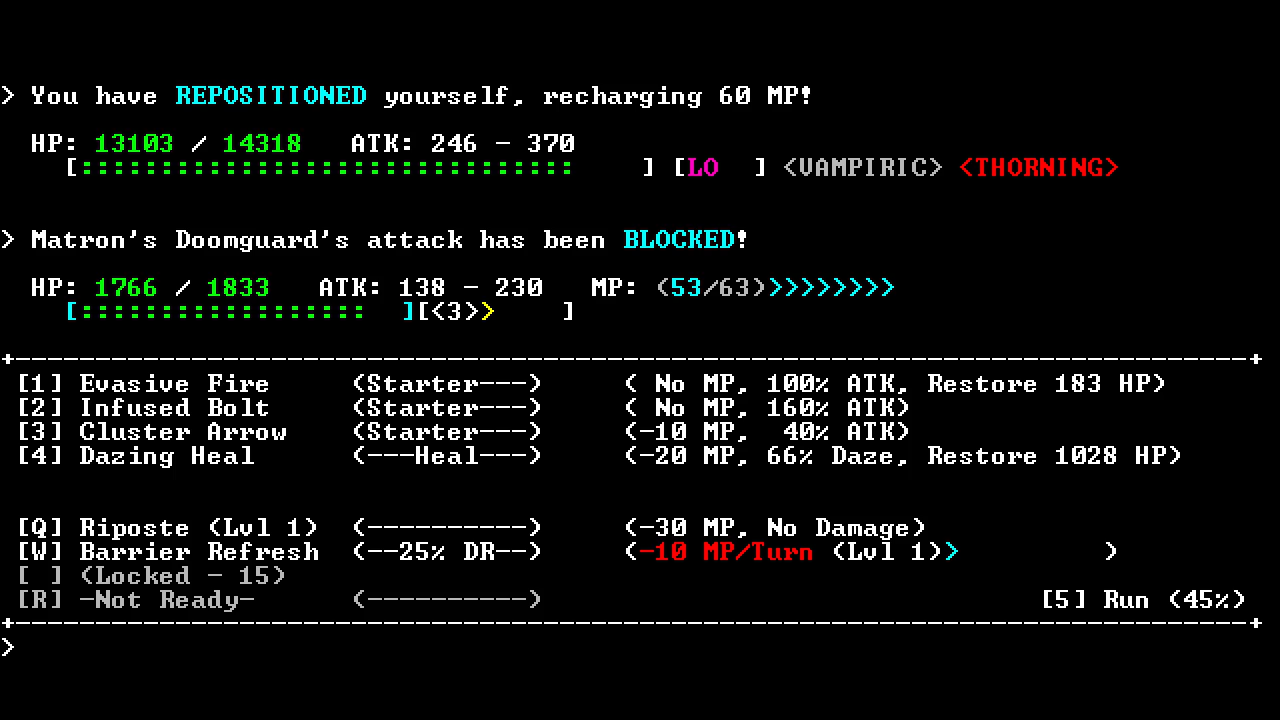 > You have REPOSITIONED yourself, recharging 60 MP!
HP: 13103 / 14318   ATK: 246 - 370
[:::::::::::::::::::::::::::::::    ] [LO  ] <VAMPIRIC> <THORNING>
> Matron's Doomguard's attack has been BLOCKED!
HP: 1766 / 1833   ATK: 138 - 230   MP: (53/63)>>>>>>>>
[::::::::::::::::::  ][<3>>    ]
+-----------------------------------------------------------------------------+
[1] Evasive Fire     (Starter---)     ( No MP, 100% ATK, Restore 183 HP)
[2] Infused Bolt     (Starter---)     ( No MP, 160% ATK)
[3] Cluster Arrow    (Starter---)     (-10 MP,  40% ATK)
[4] Dazing Heal      (---Heal---)     (-20 MP, 66% Daze, Restore 1028 HP)
[Q] Riposte (Lvl 1)  (----------)     (-30 MP, No Damage)
[W] Barrier Refresh  (--25% DR--)     (-10 MP/Turn (Lvl 1)>         )
[ ] (Locked - 15)
[R] -Not Ready-      (----------)                               [5] Run (45%)
+-----------------------------------------------------------------------------+
>